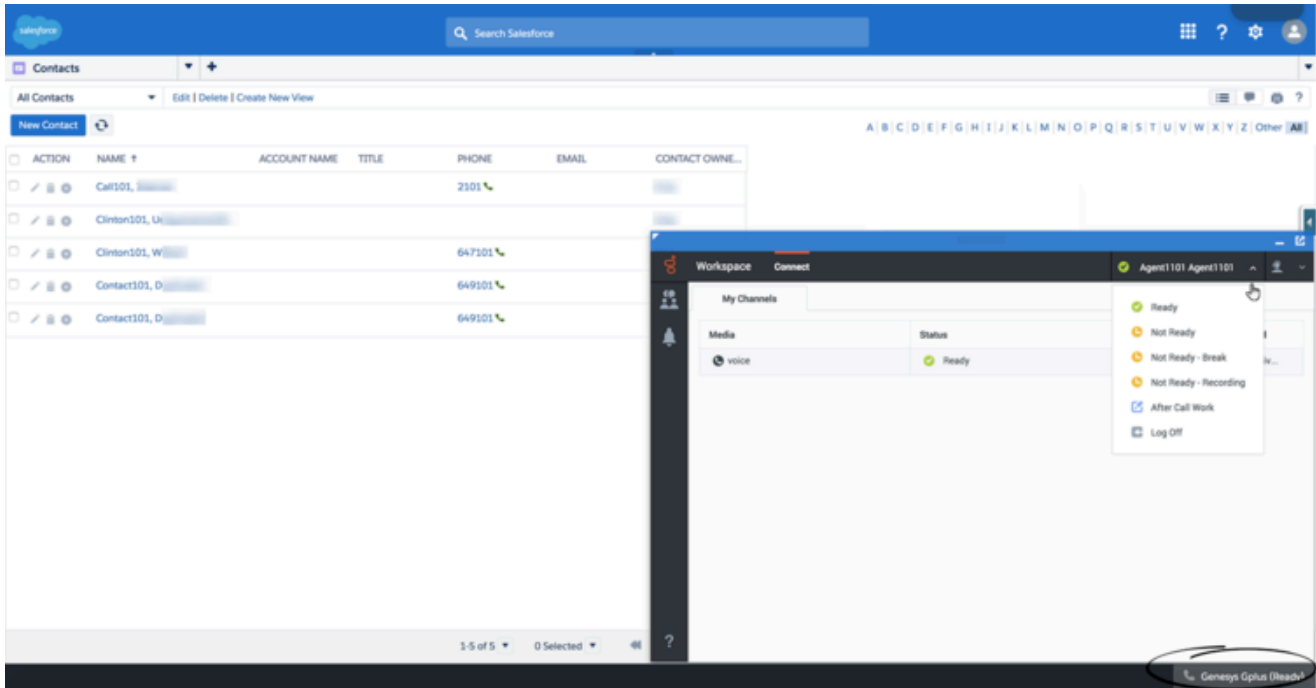 salesforce
Search Salesforce
?
Contacts
+
All Contacts
Edit | Delete | Create New View
?
New Contact
A | B | C | D | E | F | G | H | I | J | K | L | M | N | O | P | Q | R | S | T | U | V | W | X | Y | Z | Other | All
ACTION NAME ↑ ACCOUNT NAME TITLE PHONE EMAIL CONTACT OWNE...
Call101, 2101
Clinton101,
Clinton101, W 647101
Contact101, D 649101
Contact101, D 649101
1-5 of 5 0 Selected
Workspace Connect Agent1101 Agent1101
My Channels
Media Status
voice Ready
Ready
Not Ready
Not Ready - Break
Not Ready - Recording
After Call Work
Log Off
?
Genesys Gplus (Ready)